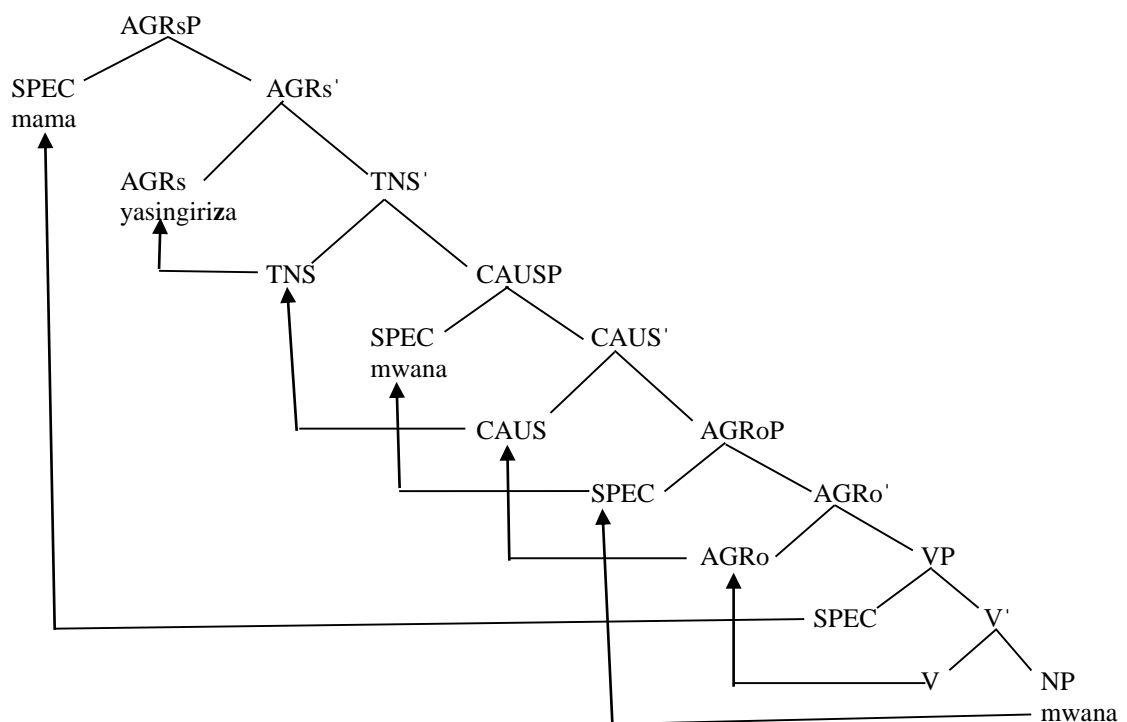 AGRsP
SPEC AGRs'
mama
AGRs TNS'
yasingiriza
TNS CAUSP
SPEC CAUS'
mwana
CAUS AGRoP
SPEC AGRo'
AGRo VP
SPEC V'
V NP
mwana